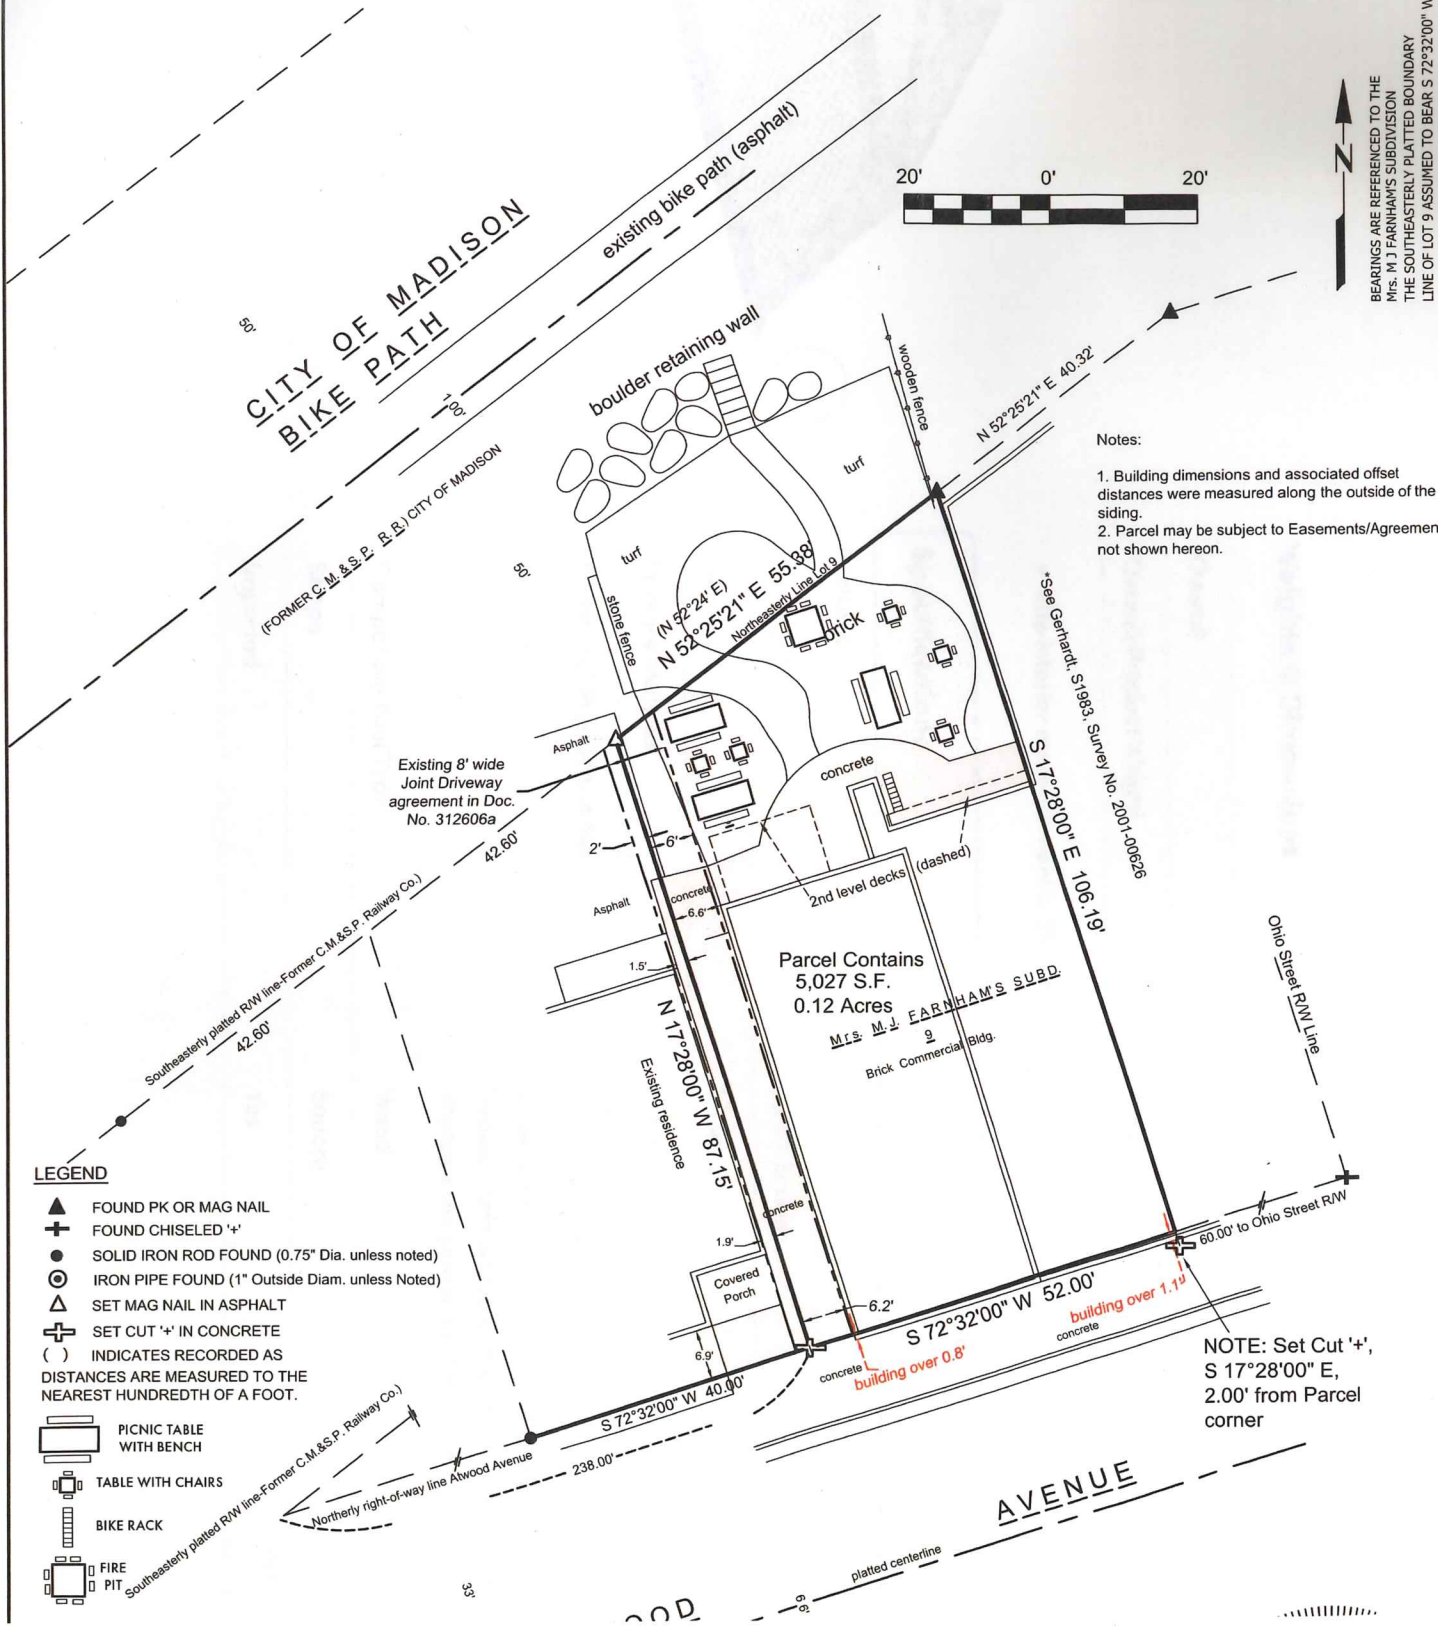 BEARINGS ARE REFERENCED TO THE
Mrs. M J FARNHAM'S SUBDIVISION
THE SOUTHEASTERLY PLATTED BOUNDARY
LINE OF LOT 9 ASSUMED TO BEAR S 72°32'00" W
N
20'
0'
20'
existing bike path (asphalt)
CITY OF MADISON
BIKE PATH
50'
100'
(FORMER C. M. & S.P. R.R.) CITY OF MADISON
50'
boulder retaining wall
wooden fence
turf
turf
N 52°25'21" E 40.32'
Notes:
1. Building dimensions and associated offset
distances were measured along the outside of the
siding.
2. Parcel may be subject to Easements/Agreemen
not shown hereon.
stone fence
(N 52°24' E)
N 52°25'21" E 55.38'
Northeasterly Line Lot 9
brick
*See Gerhardt, S1983, Survey No. 2001-00626
S 17°28'00" E 106.19'
Asphalt
Existing 8' wide
Joint Driveway
agreement in Doc.
No. 312606a
concrete
42.60'
2'
6'
2nd level decks (dashed)
concrete
Asphalt
6.6'
1.5'
Parcel Contains
5,027 S.F.
0.12 Acres
Mrs. M.J. FARNHAM'S SUBD.
9
Brick Commercial Bldg.
Ohio Street R/W Line
Southeasterly platted R/W line-Former C.M.&S.P. Railway Co.)
42.60'
N 17°28'00" W 87.15'
Existing residence
concrete
1.9'
Covered
Porch
6.9'
6.2'
S 72°32'00" W 52.00'
60.00' to Ohio Street R/W
building over 1.1'
concrete
concrete
building over 0.8'
NOTE: Set Cut '+',
S 17°28'00" E,
2.00' from Parcel
corner
S 72°32'00" W 40.00'
238.00'
Northerly right-of-way line Atwood Avenue
Southeasterly platted R/W line-Former C.M.&S.P. Railway Co.)
LEGEND
FOUND PK OR MAG NAIL
FOUND CHISELED '+'
SOLID IRON ROD FOUND (0.75" Dia. unless noted)
IRON PIPE FOUND (1" Outside Diam. unless Noted)
SET MAG NAIL IN ASPHALT
SET CUT '+' IN CONCRETE
( ) INDICATES RECORDED AS
DISTANCES ARE MEASURED TO THE
NEAREST HUNDREDTH OF A FOOT.
PICNIC TABLE
WITH BENCH
TABLE WITH CHAIRS
BIKE RACK
FIRE
PIT
33'
66'
platted centerline
OOD
AVENUE